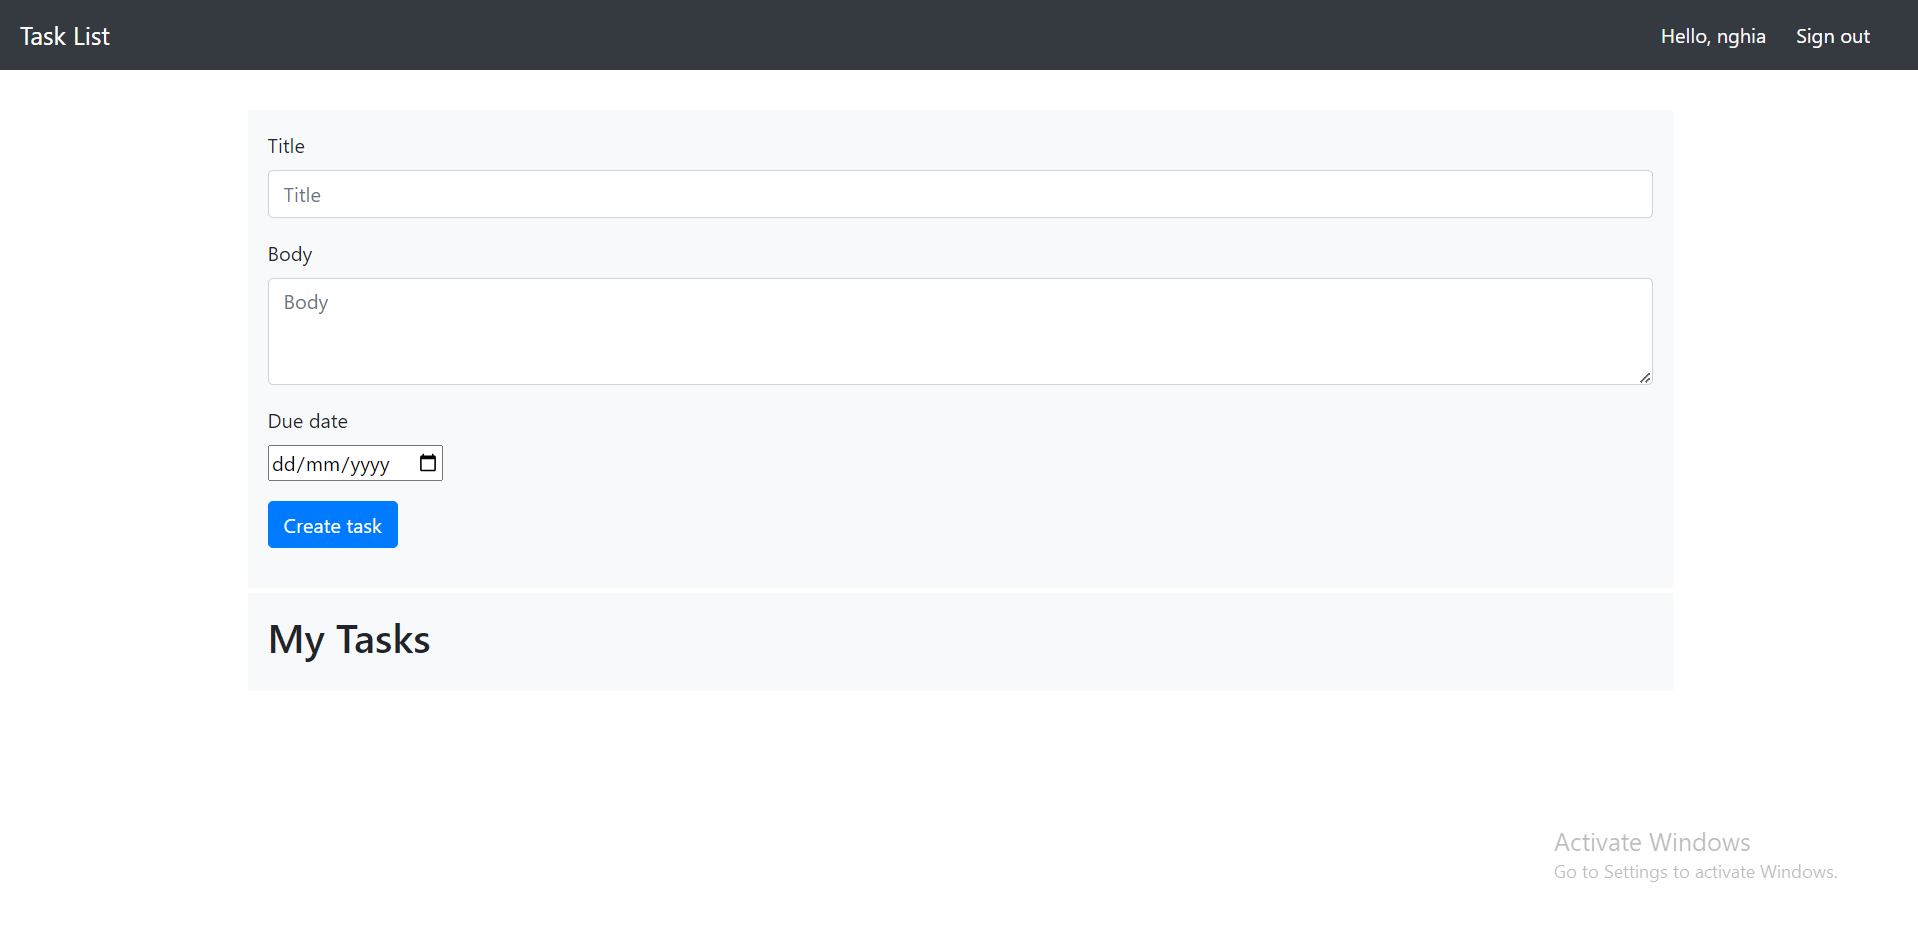 Task List
Hello, nghia Sign out
Title
Title
Body
Body
Due date
dd/mm/yyyy
Create task
My Tasks
Activate Windows
Go to Settings to activate Windows.